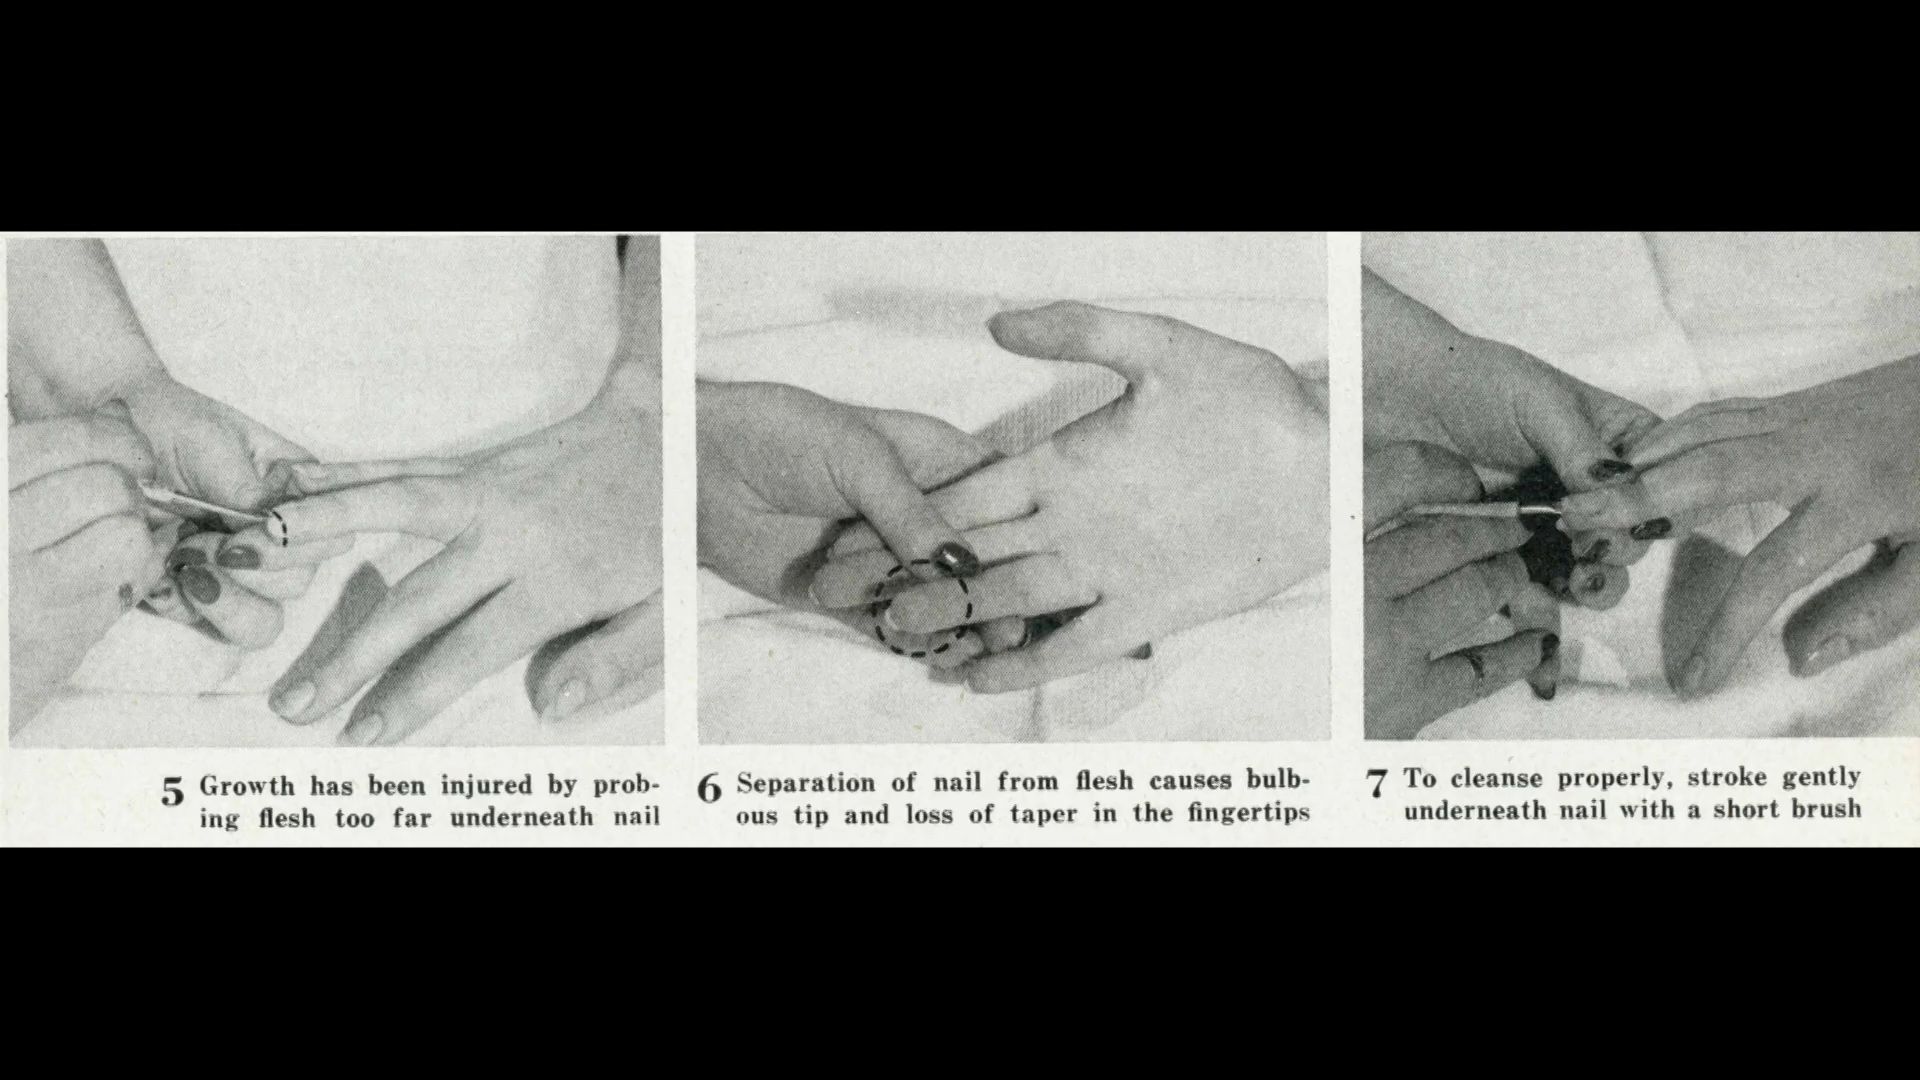 5 Growth has been injured by prob-
ing flesh too far underneath nail
6 Separation of nail from flesh causes bulb-
ous tip and loss of taper in the fingertips
7 To cleanse properly, stroke gently
underneath nail with a short brush